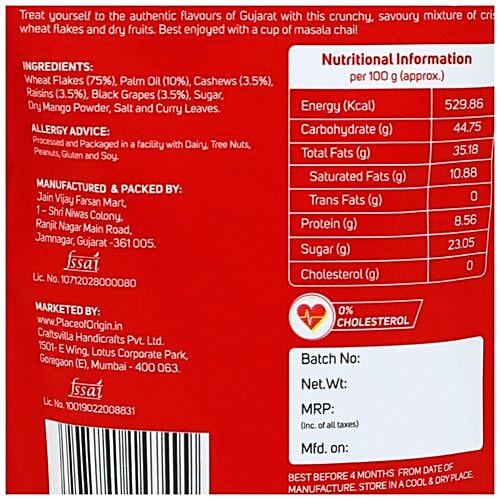 Treat yourself to the authentic flavours of Gujarat with this crunchy, savoury mixture of
wheat flakes and dry fruits. Best enjoyed with a cup of masala chai!
INGREDIENTS:
Wheat Flakes (75%), Palm Oil (10%), Cashews (3.5%),
Raisins (3.5%), Black Grapes (3.5%), Sugar,
Dry Mango Powder, Salt and Curry Leaves.
ALLERGY ADVICE:
Processed and Packaged in a facility with Dairy, Tree Nuts,
Peanuts, Gluten and Soy.
MANUFACTURED & PACKED BY:
Jain Vijay Farsan Mart,
1 – Shri Niwas Colony,
Ranjit Nagar Main Road,
Jamnagar, Gujarat -361 005.
fssai
Lic. No. 10712028000080
MARKETED BY:
www.PlaceofOrigin.in
Craftsvilla Handicrafts Pvt. Ltd.
1501- E Wing, Lotus Corporate Park,
Goregaon (E), Mumbai - 400 063.
fssai
Lic. No. 10019022008831
Nutritional Information
per 100 g (approx.)
Energy (Kcal) 529.86
Carbohydrate (g) 44.75
Total Fats (g) 35.18
Saturated Fats (g) 10.88
Trans Fats (g) 0
Protein (g) 8.56
Sugar (g) 23.05
Cholesterol (g) 0
0%
CHOLESTEROL
Batch No:
Net.Wt:
MRP:
(Inc. of all taxes)
Mfd. on:
BEST BEFORE 4 MONTHS FROM DATE OF
MANUFACTURE. STORE IN A COOL & DRY PLACE.